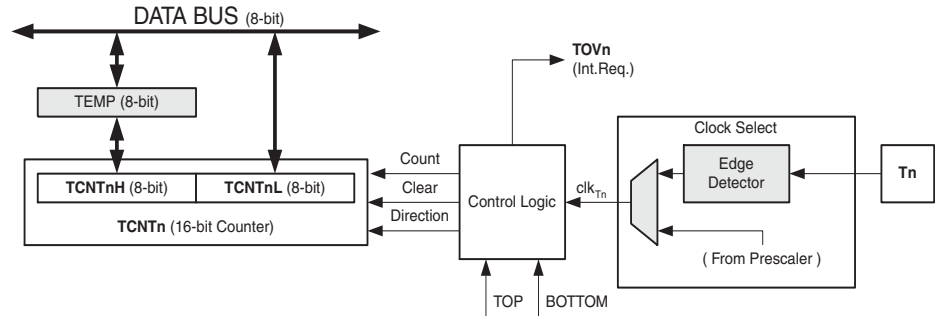 DATA BUS (8-bit)
TOVn
(Int.Req.)
TEMP (8-bit)
Clock Select
Count
Edge
Detector
Tn
TCNTnH (8-bit) TCNTnL (8-bit)
Clear
Control Logic
clkTn
TCNTn (16-bit Counter)
Direction
( From Prescaler )
TOP
BOTTOM